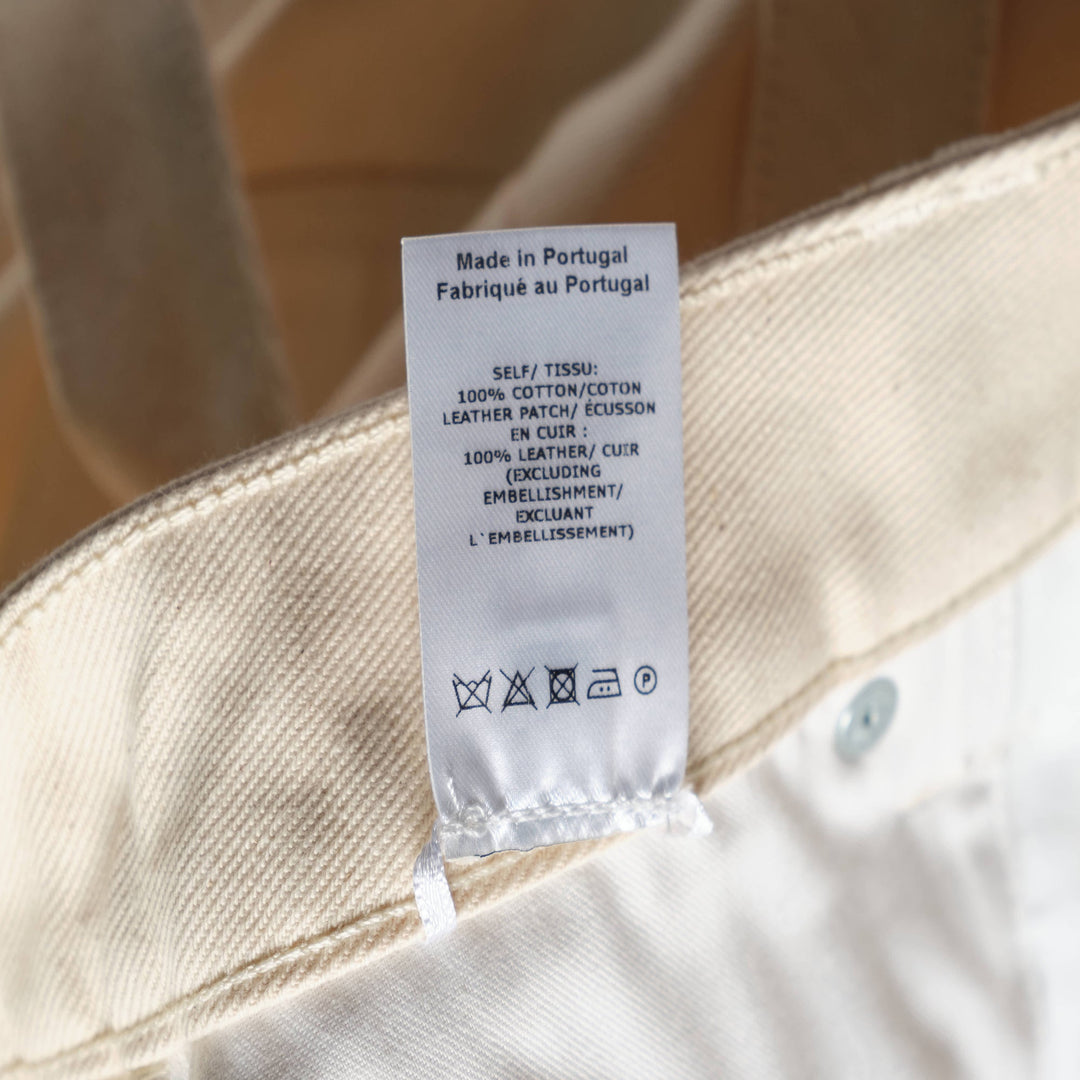 Made in Portugal
Fabriqué au Portugal
SELF/ TISSU:
100% COTTON/COTON
LEATHER PATCH/ ÉCUSSON
EN CUIR :
100% LEATHER/ CUIR
(EXCLUDING
EMBELLISHMENT/
EXCLUANT
L`EMBELLISSEMENT)
P